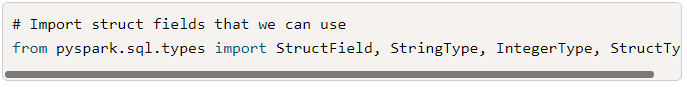 # Import struct fields that we can use
from pyspark.sql.types import StructField, StringType, IntegerType, StructTy